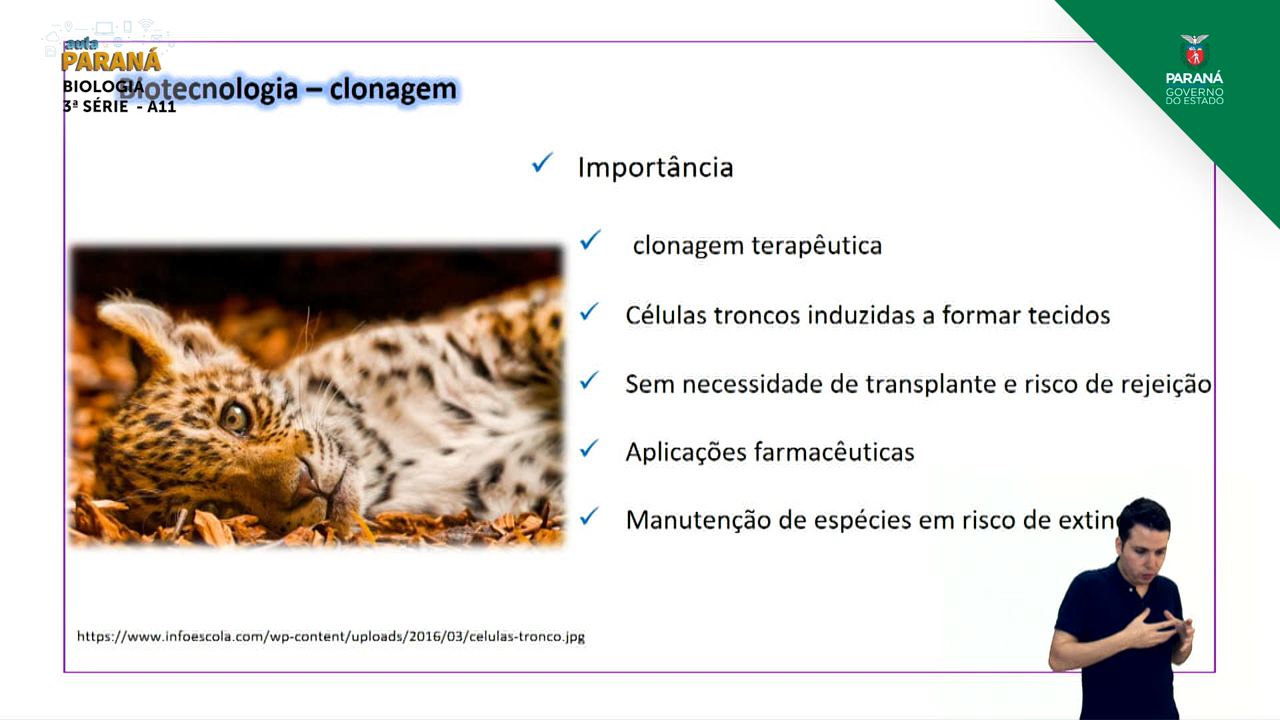 aula
PARANÁ
BIOLOGIA
3ª SÉRIE - A11
Biotecnologia – clonagem
PARANÁ
GOVERNO
DO ESTADO
Importância
clonagem terapêutica
Células troncos induzidas a formar tecidos
Sem necessidade de transplante e risco de rejeição
Aplicações farmacêuticas
Manutenção de espécies em risco de
https://www.infoescola.com/wp-content/uploads/2016/03/celulas-tronco.jpg